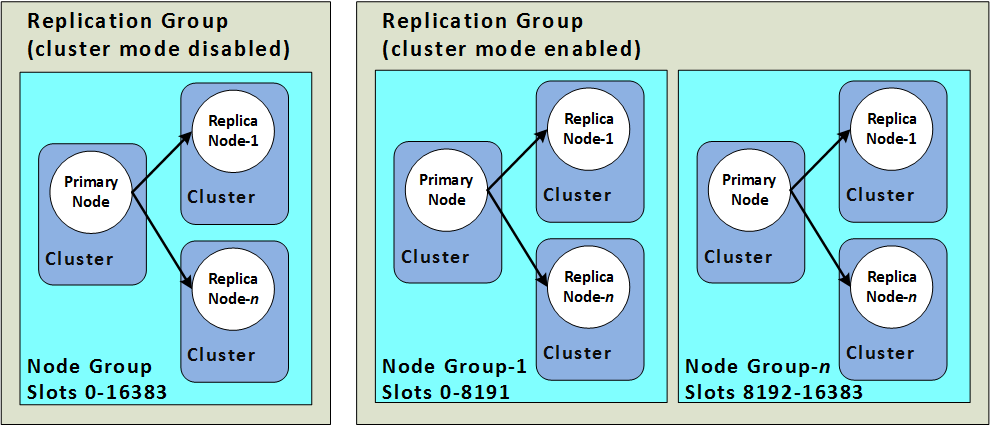 Replication Group
(cluster mode disabled)
Replica
Node-1
Cluster
Primary
Node
Cluster
Replica
Node-n
Cluster
Node Group
Slots 0-16383
Replication Group
(cluster mode enabled)
Replica
Node-1
Cluster
Primary
Node
Cluster
Replica
Node-n
Cluster
Node Group-1
Slots 0-8191
Replica
Node-1
Cluster
Primary
Node
Cluster
Replica
Node-n
Cluster
Node Group-n
Slots 8192-16383